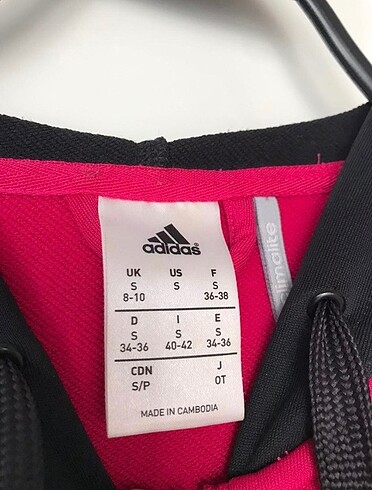 adidas®
UK US F
S S S
8-10 36-38
D I E
S S S
34-36 40-42 34-36
CDN J
S/P OT
MADE IN CAMBODIA